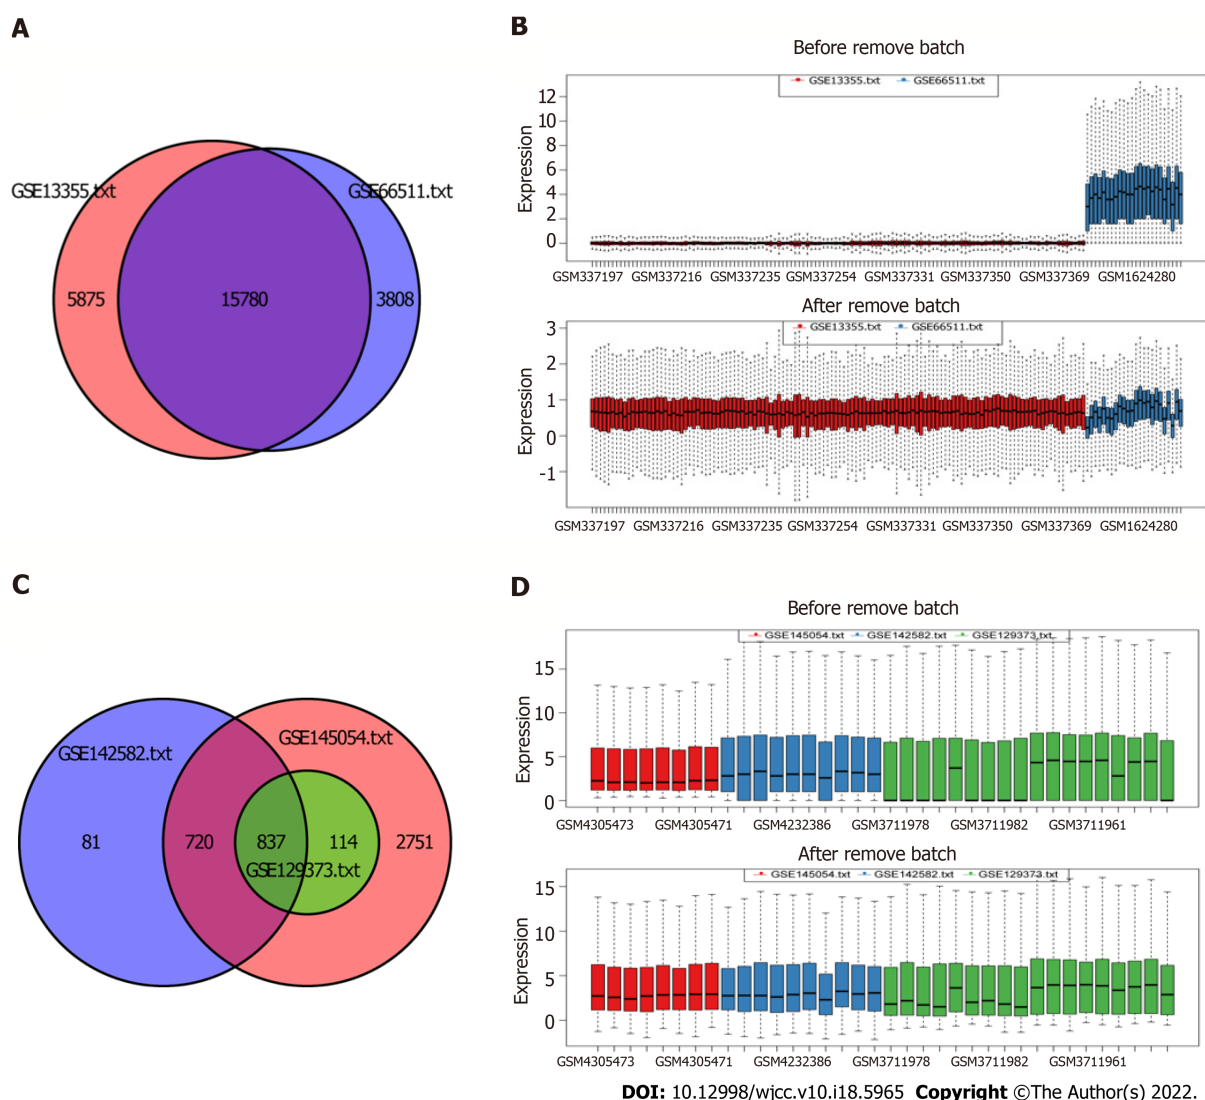 A
GSE13355.txt
GSE66511.txt
5875
15780
3808
B
Before remove batch
GSE13355.txt GSE66511.txt
Expression
12
10
8
6
4
2
0
GSM337197 GSM337216 GSM337235 GSM337254 GSM337331 GSM337350 GSM337369 GSM1624280
After remove batch
GSE13355.txt GSE66511.txt
Expression
3
2
1
0
-1
GSM337197 GSM337216 GSM337235 GSM337254 GSM337331 GSM337350 GSM337369 GSM1624280
C
GSE142582.txt
GSE145054.txt
81
720
837
114
2751
GSE129373.txt
D
Before remove batch
GSE145054.txt GSE142582.txt GSE129373.txt
Expression
15
10
5
0
GSM4305473 GSM4305471 GSM4232386 GSM3711978 GSM3711982 GSM3711961
After remove batch
GSE145054.txt GSE142582.txt GSE129373.txt
Expression
15
10
5
0
GSM4305473 GSM4305471 GSM4232386 GSM3711978 GSM3711982 GSM3711961
DOI: 10.12998/wjcc.v10.i18.5965 Copyright ©The Author(s) 2022.